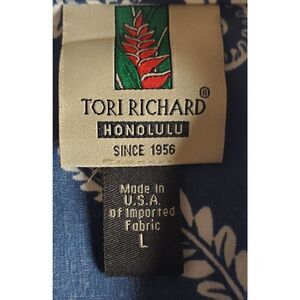 TORI RICHARD®
HONOLULU
SINCE 1956
Made in
U.S.A.
of Imported
Fabric
L